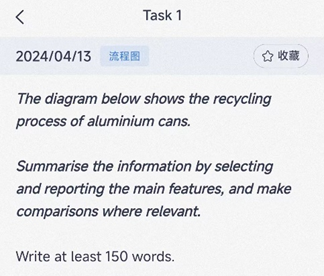 Task 1
2024/04/13 流程图 收藏
The diagram below shows the recycling
process of aluminium cans.
Summarise the information by selecting
and reporting the main features, and make
comparisons where relevant.
Write at least 150 words.